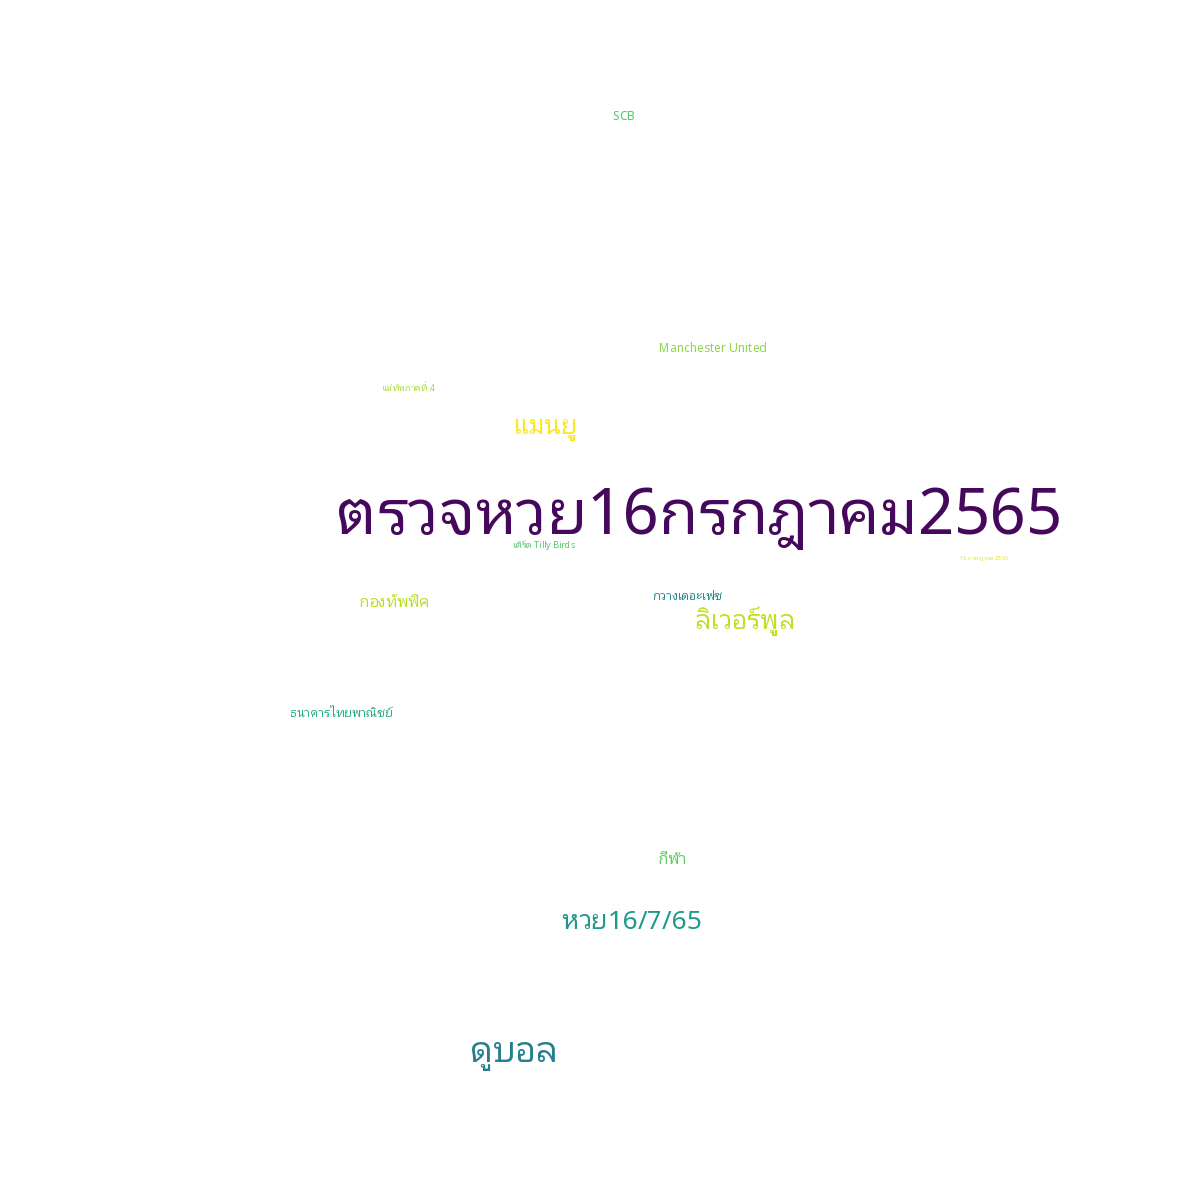 SCB
Manchester United
แม่ทัพภาคที่ 4
แมนยู
ตรวจหวย16กรกฎาคม2565
เติร์ด Tilly Birds
กวางเดอะเฟซ
กองทัพพีค
ลิเวอร์พูล
ธนาคารไทยพาณิชย์
กีฬา
หวย16/7/65
ดูบอล